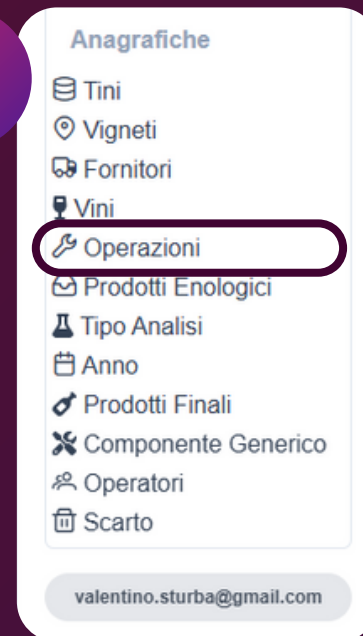 Anagrafiche
Tini
Vigneti
Fornitori
Vini
Operazioni
Prodotti Enologici
Tipo Analisi
Anno
Prodotti Finali
Componente Generico
Operatori
Scarto
valentino.sturba@gmail.com